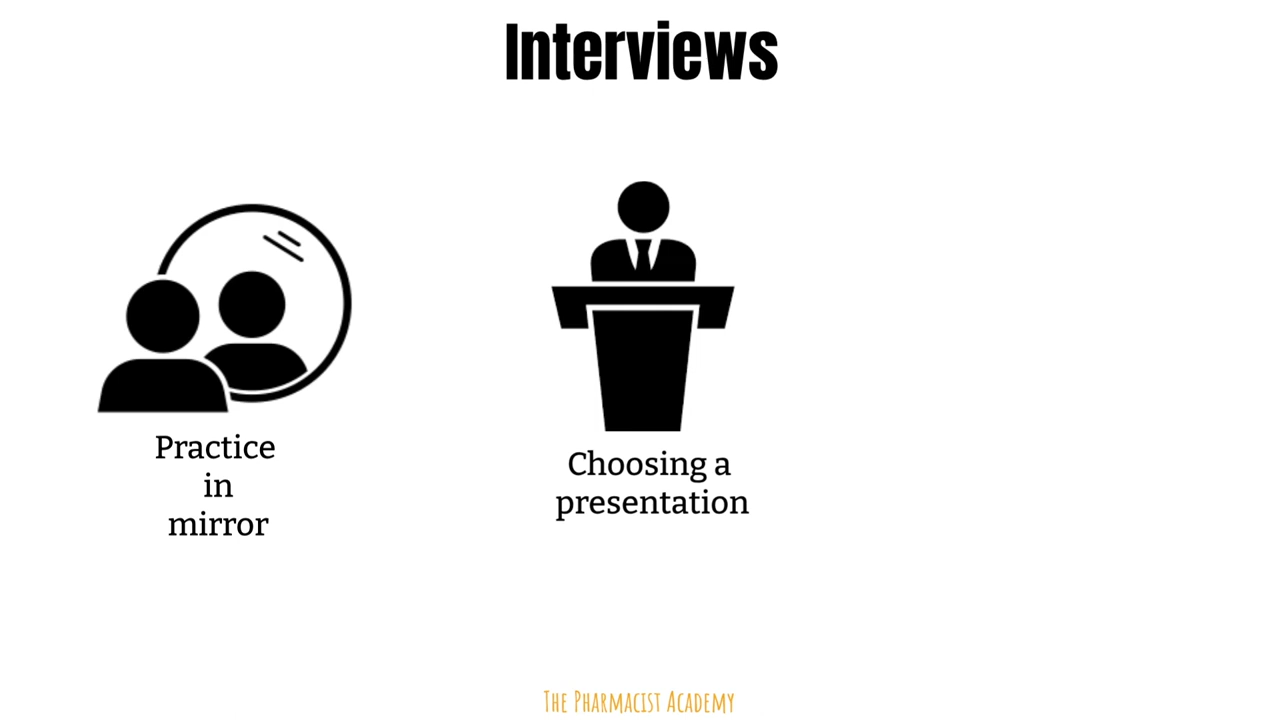 Interviews
Practice
in
mirror
Choosing a
presentation
The Pharmacist Academy